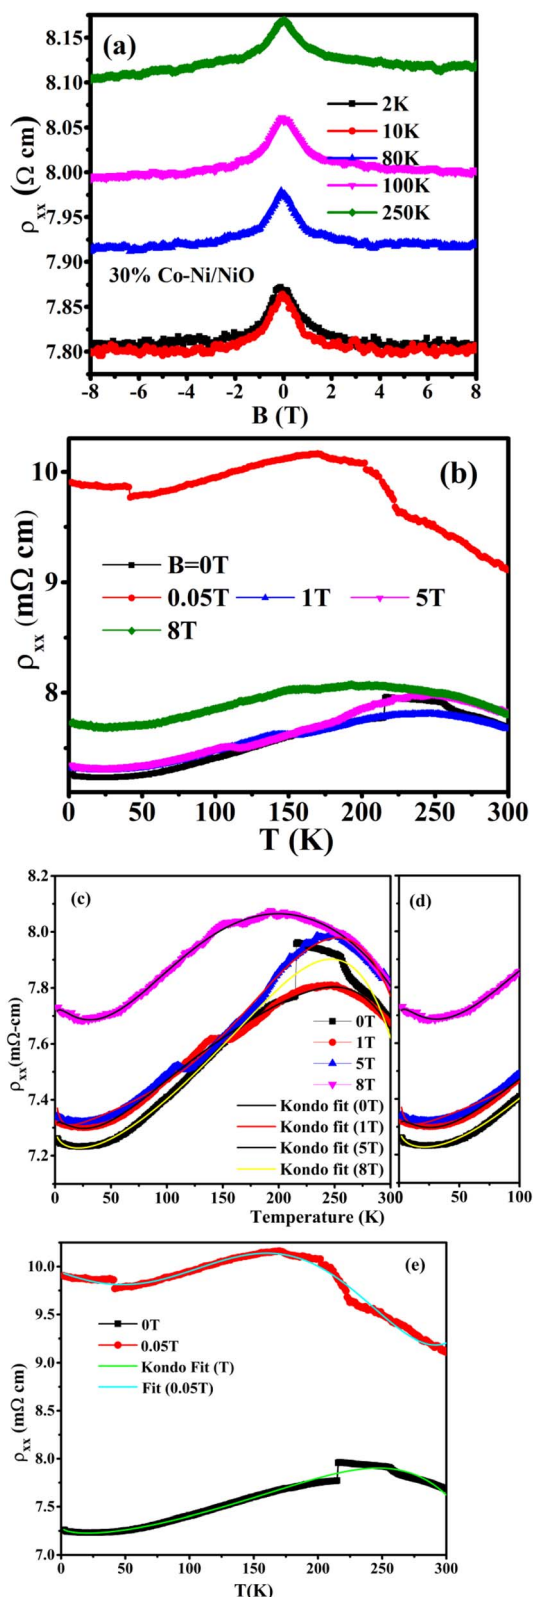 (a)
8.15
8.10
8.05
8.00
7.95
7.90
7.85
7.80
ρxx (Ω cm)
2K
10K
80K
100K
250K
30% Co-Ni/NiO
-8 -6 -4 -2 0 2 4 6 8
B (T)
(b)
10
9
8
ρxx (mΩ cm)
B=0T
0.05T 1T 5T
8T
0 50 100 150 200 250 300
T (K)
(c) (d)
8.2
8.0
7.8
7.6
7.4
7.2
ρxx(mΩ-cm)
0T
1T
5T
8T
Kondo fit (0T)
Kondo fit (1T)
Kondo fit (5T)
Kondo fit (8T)
0 50 100 150 200 250 300 50 100
Temperature (K)
(e)
10.0
9.5
9.0
8.5
8.0
7.5
7.0
ρxx (mΩ cm)
0T
0.05T
Kondo Fit (T)
Fit (0.05T)
0 50 100 150 200 250 300
T(K)